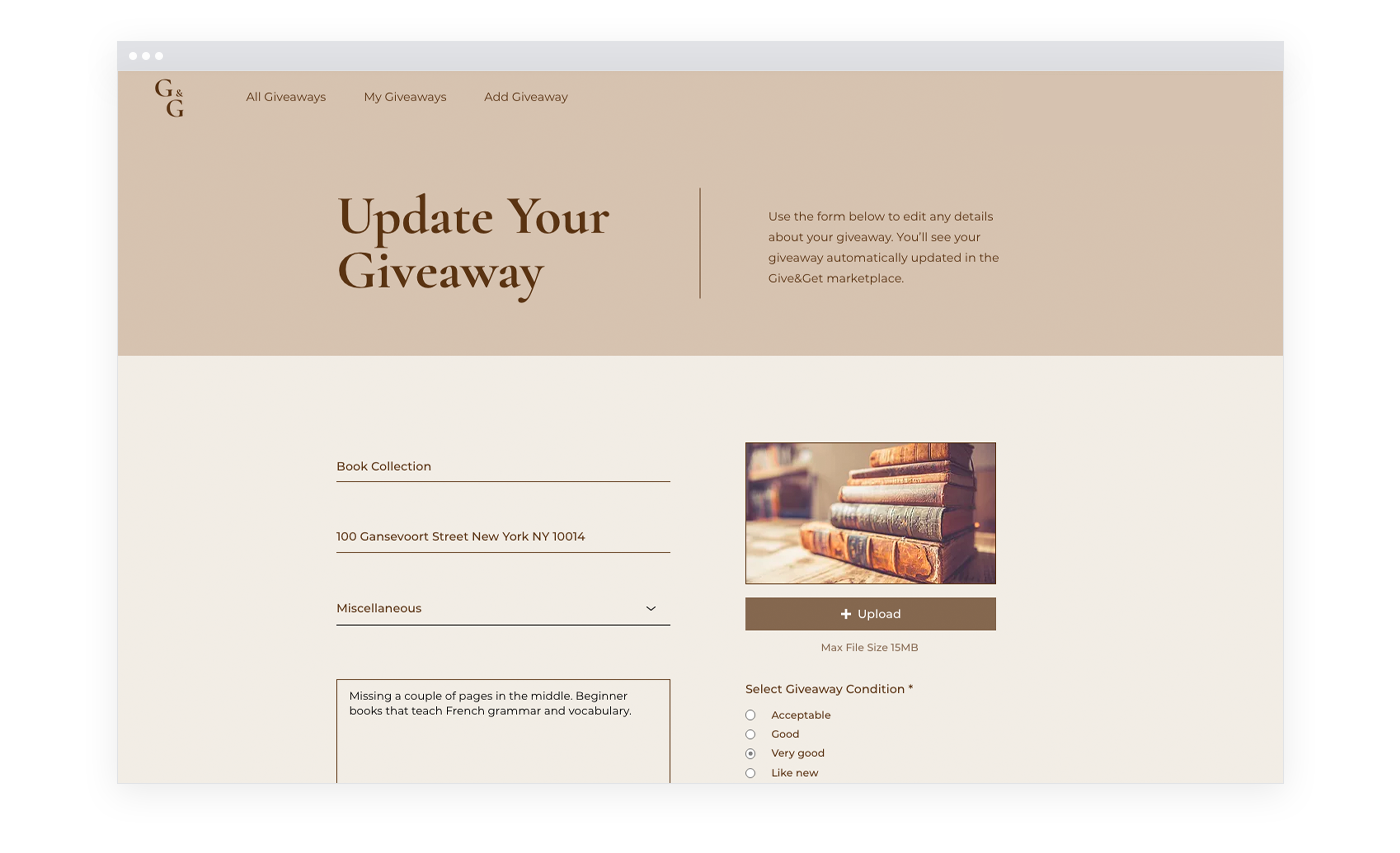 G &
G
All Giveaways
My Giveaways
Add Giveaway
Update Your
Giveaway
Use the form below to edit any details
about your giveaway. You'll see your
giveaway automatically updated in the
Give&Get marketplace.
Book Collection
100 Gansevoort Street New York NY 10014
Miscellaneous
Missing a couple of pages in the middle. Beginner
books that teach French grammar and vocabulary.
Upload
Max File Size 15MB
Select Giveaway Condition *
Acceptable
Good
Very good
Like new